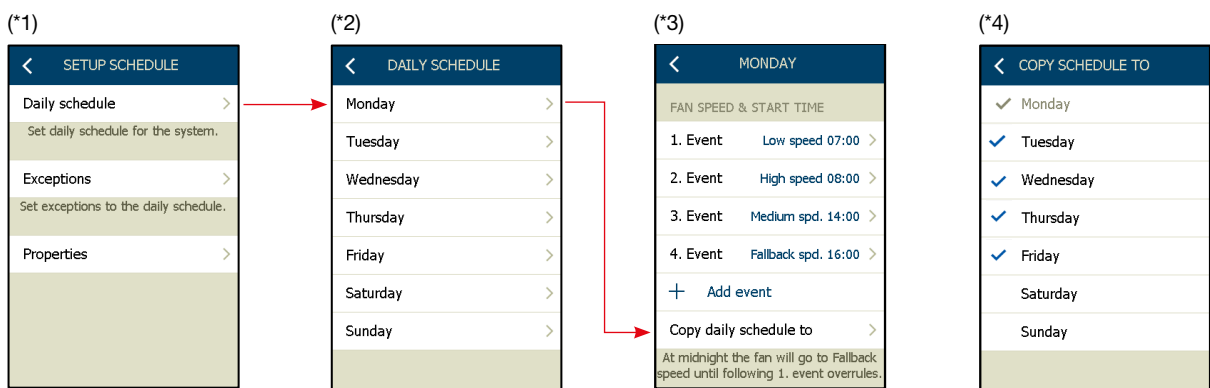 (*1)
SETUP SCHEDULE
Daily schedule
Set daily schedule for the system.
Exceptions
Set exceptions to the daily schedule.
Properties
(*2)
DAILY SCHEDULE
Monday
Tuesday
Wednesday
Thursday
Friday
Saturday
Sunday
(*3)
MONDAY
FAN SPEED & START TIME
1. Event Low speed 07:00
2. Event High speed 08:00
3. Event Medium spd. 14:00
4. Event Fallback spd. 16:00
+ Add event
Copy daily schedule to
At midnight the fan will go to Fallback
speed until following 1. event overrules.
(*4)
COPY SCHEDULE TO
Monday
Tuesday
Wednesday
Thursday
Friday
Saturday
Sunday